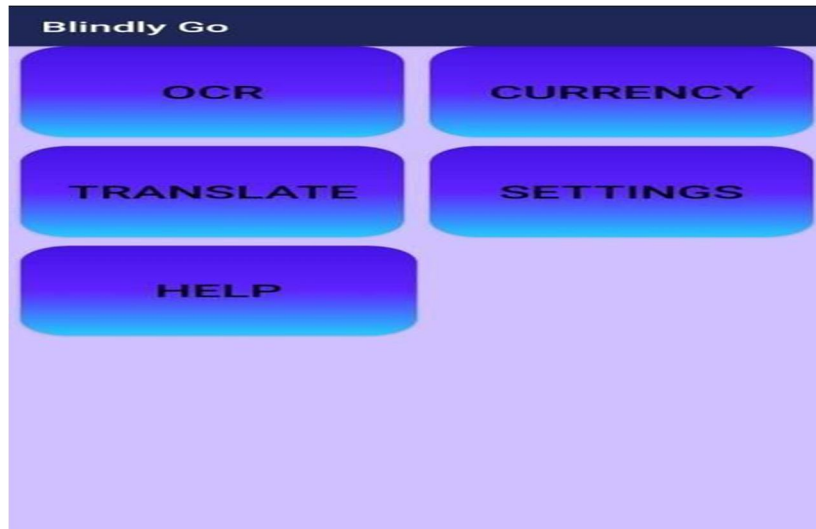 Blindly Go
OCR
CURRENCY
TRANSLATE
SETTINGS
HELP